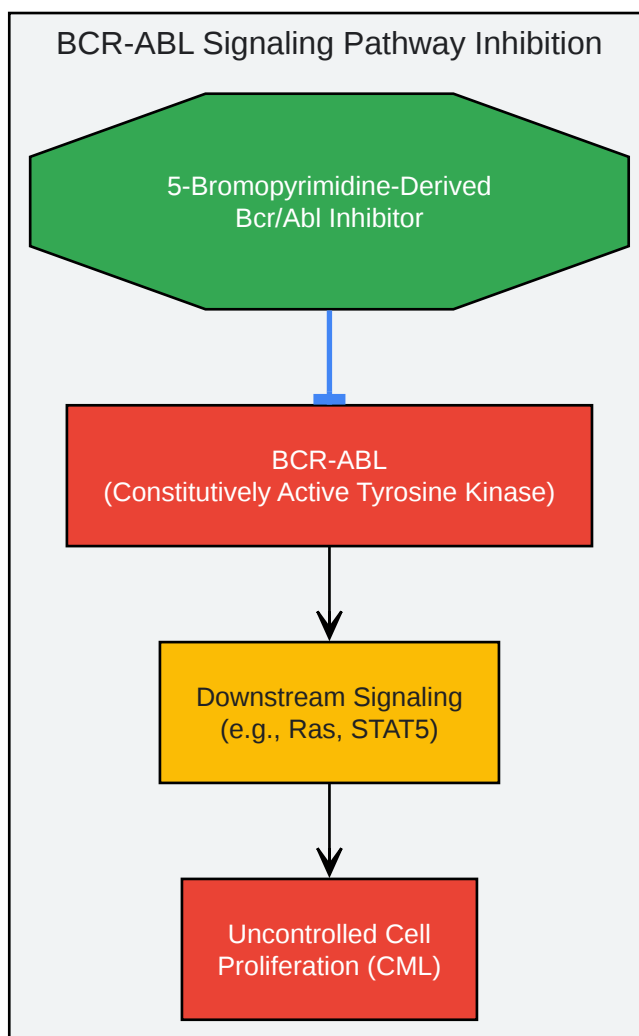 BCR-ABL Signaling Pathway Inhibition
5-Bromopyrimidine-Derived
Bcr/Abl Inhibitor
BCR-ABL
(Constitutively Active Tyrosine Kinase)
Downstream Signaling
(e.g., Ras, STAT5)
Uncontrolled Cell
Proliferation (CML)